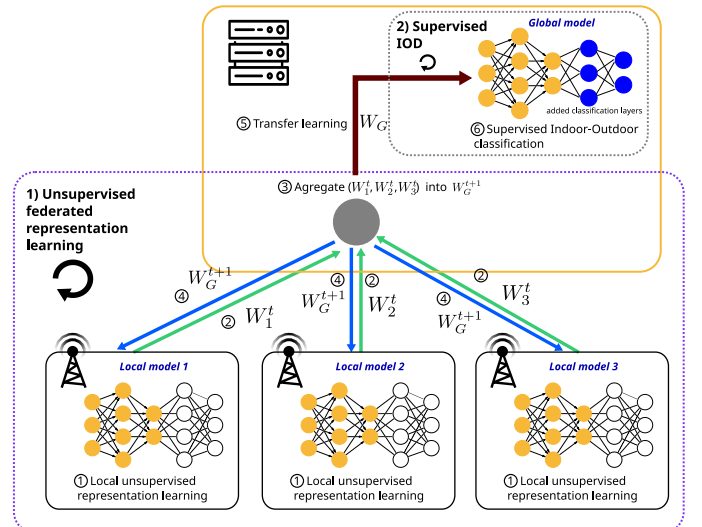 2) Supervised
IOD
Global model
added classification layers
⑥ Supervised Indoor-Outdoor
classification
⑤ Transfer learning
W_G
③ Agregate (W_1^t, W_2^t, W_3^t) into W_G^{t+1}
1) Unsupervised
federated
representation
learning
W_G^{t+1}
④
② W_1^t
④
W_G^{t+1}
②
W_2^t
②
W_3^t
④
W_G^{t+1}
Local model 1
① Local unsupervised
representation learning
Local model 2
① Local unsupervised
representation learning
Local model 3
① Local unsupervised
representation learning